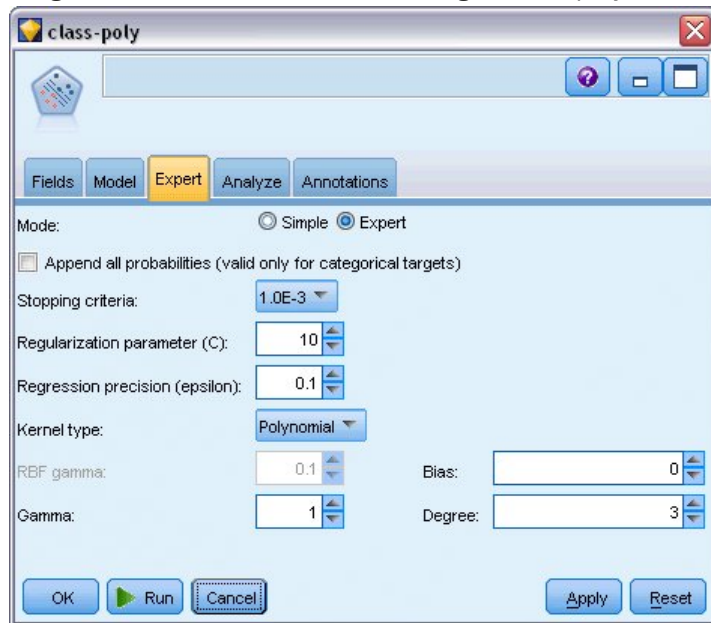 class-poly
Fields Model Expert Analyze Annotations
Mode: Simple Expert
Append all probabilities (valid only for categorical targets)
Stopping criteria: 1.0E-3
Regularization parameter (C): 10
Regression precision (epsilon): 0.1
Kernel type: Polynomial
RBF gamma: 0.1 Bias: 0
Gamma: 1 Degree: 3
OK Run Cancel Apply Reset